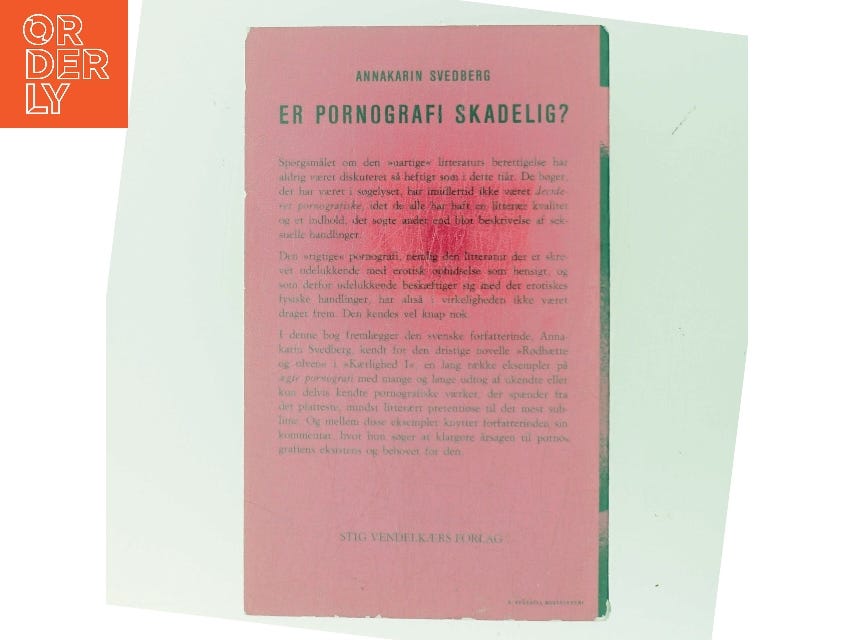 OR
DER
LY
ANNAKARIN SVEDBERG
ER PORNOGRAFI SKADELIG?
Spørgsmålet om den »uartige« litteraturs berettigelse har
aldrig været diskuteret så heftigt som i dette tiår. De bøger,
der har været i søgelyset, har imidlertid ikke været decide-
ret pornografiske, idet de alle har haft en litterær kvalitet
og et indhold, der søgte andet end blot beskrivelse af sek-
suelle handlinger.
Den »rigtige« pornografi, nemlig den litteratur der er skre-
vet udelukkende med erotisk ophidselse som hensigt, og
som derfor udelukkende beskæftiger sig med det erotiskes
fysiske handlinger, har altså i virkeligheden ikke været
draget frem. Den kendes vel knap nok.
I denne bog fremlægger den svenske forfatterinde, Anna-
karin Svedberg, kendt for den dristige novelle »Rødhætte
og ulven« i »Kærlighed I«, en lang række eksempler på
ægte pornografi med mange og lange udtog af ukendte eller
kun delvis kendte pornografiske værker, der spænder fra
det platteste, mindst litterært pretentiøse til det mest sub-
lime. Og mellem disse eksempler knytter forfatterinden sin
kommentar, hvor hun søger at klargøre årsagen til porno-
grafiens eksistens og behovet for den.
STIG VENDELKÆRS FORLAG